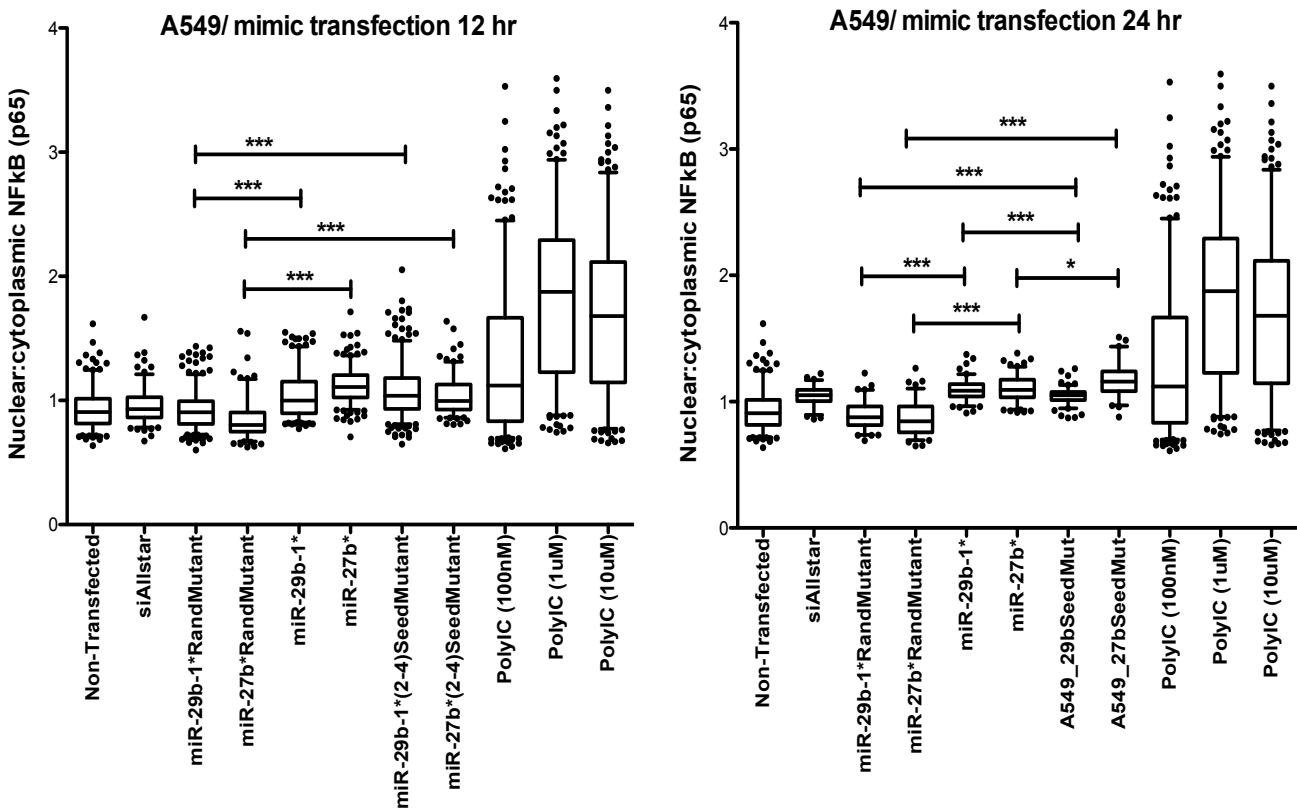 A549/ mimic transfection 12 hr
Nuclear:cytoplasmic NFkB (p65)
4
3
2
1
0
***
***
***
***
Non-Transfected
siAllstar
miR-29b-1*RandMutant
miR-27b*RandMutant
miR-29b-1*
miR-27b*
miR-29b-1*(2-4)SeedMutant
miR-27b*(2-4)SeedMutant
PolyIC (100nM)
PolyIC (1uM)
PolyIC (10uM)
A549/ mimic transfection 24 hr
Nuclear:cytoplasmic NFkB (p65)
4
3
2
1
0
***
***
***
***
*
***
Non-Transfected
siAllstar
miR-29b-1*RandMutant
miR-27b*RandMutant
miR-29b-1*
miR-27b*
A549_29bSeedMut
A549_27bSeedMut
PolyIC (100nM)
PolyIC (1uM)
PolyIC (10uM)